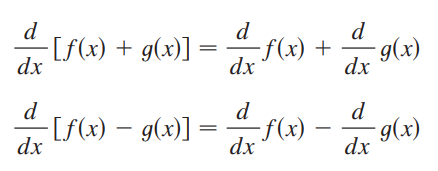 d/dx [f(x) + g(x)] = d/dx f(x) + d/dx g(x)
d/dx [f(x) − g(x)] = d/dx f(x) − d/dx g(x)